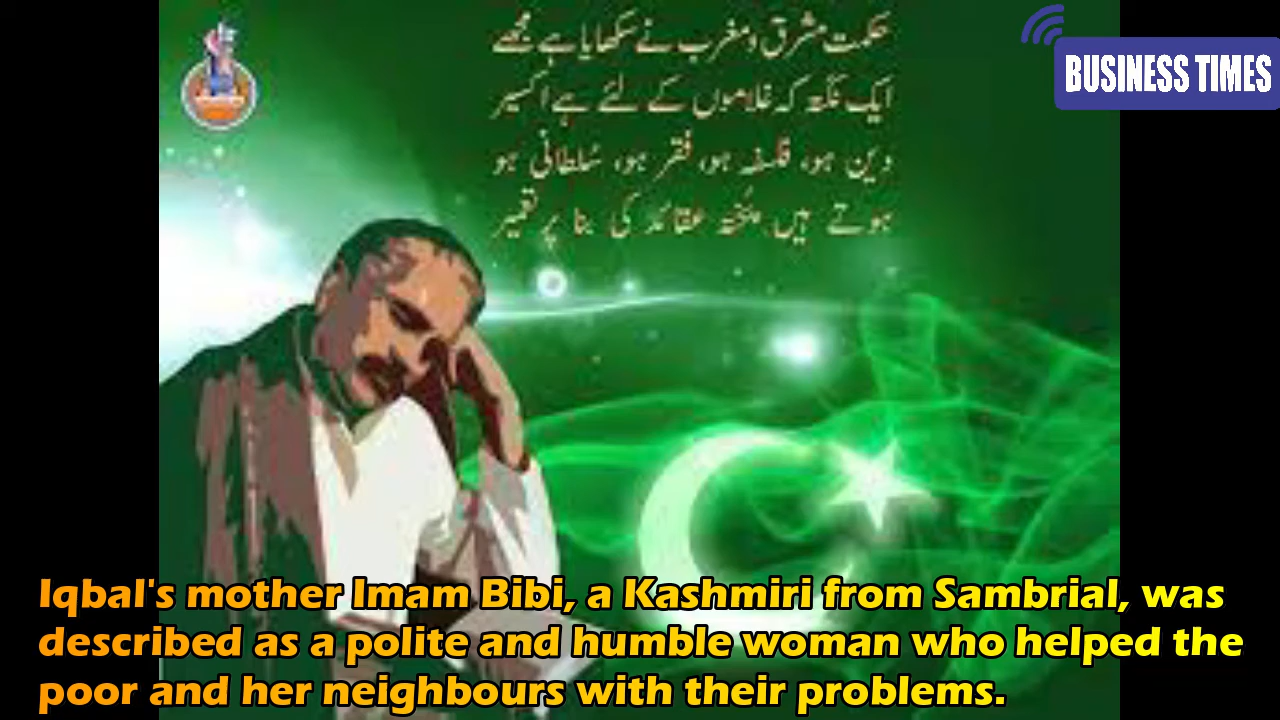 حکمت مشرق و مغرب نے سکھایا ہے مجھے
ایک نکتہ کہ غلاموں کے لئے ہے اکسیر
دین ہو، فلسفہ ہو، فقر ہو، سُلطانی ہو
ہوتے ہیں پُختہ عقائد کی بنا پر تعمیر
BUSINESS TIMES
Iqbal's mother Imam Bibi, a Kashmiri from Sambrial, was
described as a polite and humble woman who helped the
poor and her neighbours with their problems.